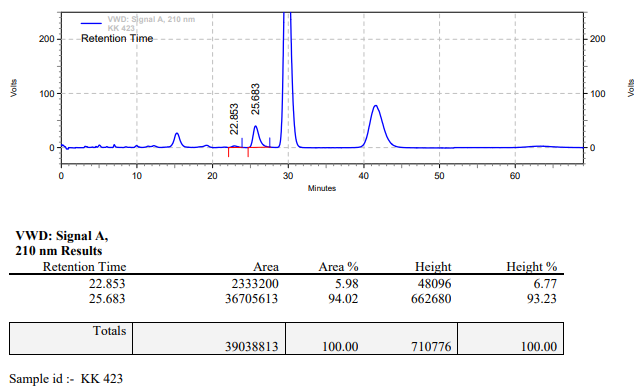 VWD: Signal A, 210 nm
KK 423
Retention Time
200
200
Volts
Volts
100
100
22.853
25.683
0
0
0
10
20
30
40
50
60
Minutes
VWD: Signal A,
210 nm Results
Retention Time Area Area % Height Height %
22.853 2333200 5.98 48096 6.77
25.683 36705613 94.02 662680 93.23
Totals
39038813 100.00 710776 100.00
Sample id :- KK 423